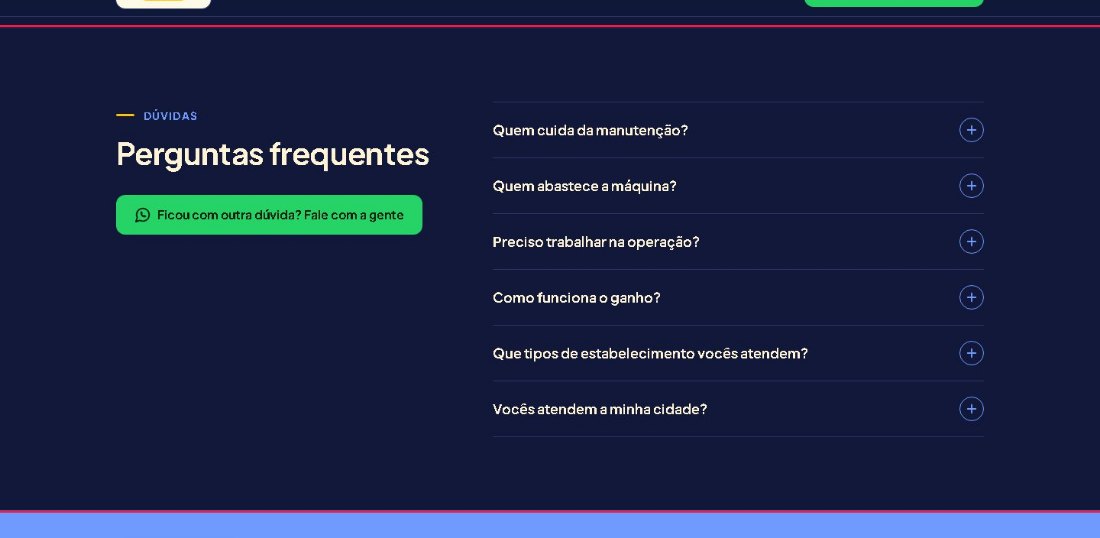 DÚVIDAS
Perguntas frequentes
Ficou com outra dúvida? Fale com a gente
Quem cuida da manutenção?
Quem abastece a máquina?
Preciso trabalhar na operação?
Como funciona o ganho?
Que tipos de estabelecimento vocês atendem?
Vocês atendem a minha cidade?